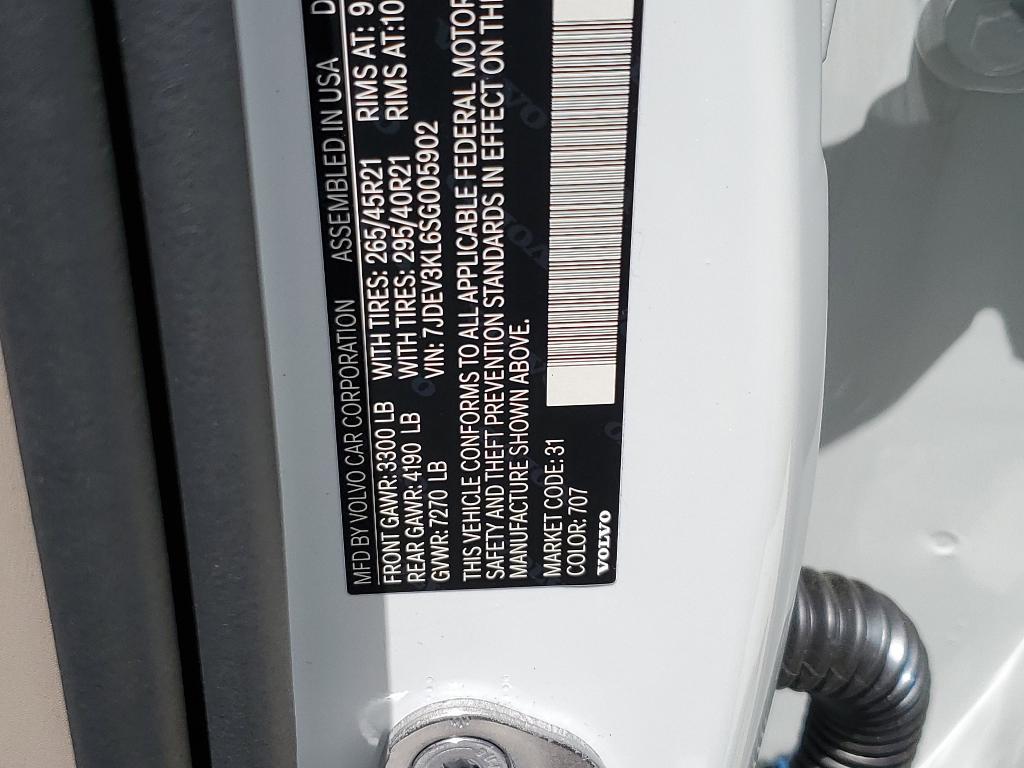 MFD BY VOLVO CAR CORPORATION ASSEMBLED IN USA D
FRONT GAWR: 3300 LB WITH TIRES: 265/45R21 RIMS AT: 9
REAR GAWR: 4190 LB WITH TIRES: 295/40R21 RIMS AT: 10
GVWR: 7270 LB VIN: 7JDEV3KL6SG005902
THIS VEHICLE CONFORMS TO ALL APPLICABLE FEDERAL MOTOR
SAFETY AND THEFT PREVENTION STANDARDS IN EFFECT ON TH
MANUFACTURE SHOWN ABOVE.
MARKET CODE: 31
COLOR: 707
VOLVO